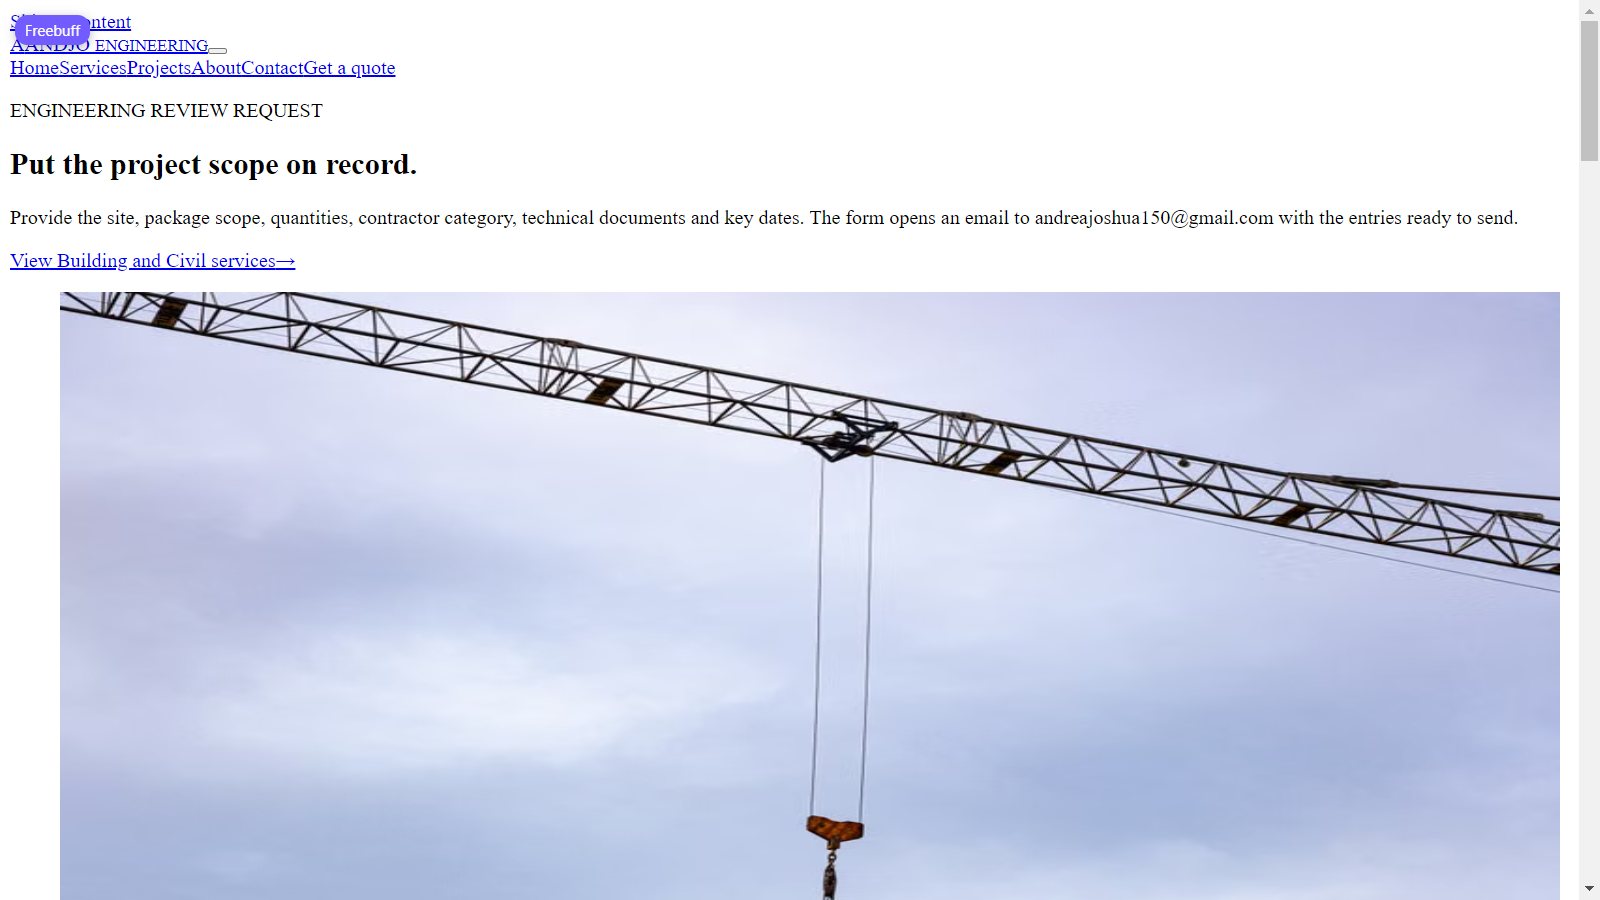 Freebuff
AANDJO ENGINEERING
HomeServicesProjectsAboutContactGet a quote
ENGINEERING REVIEW REQUEST
Put the project scope on record.
Provide the site, package scope, quantities, contractor category, technical documents and key dates. The form opens an email to andreajoshua150@gmail.com with the entries ready to send.
View Building and Civil services→